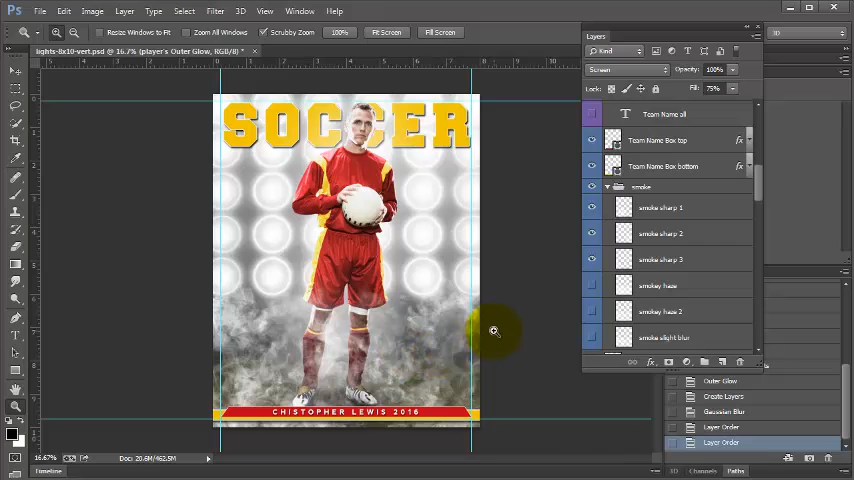 Ps File Edit Image Layer Type Select Filter 3D View Window Help
Resize Windows to Fit Zoom All Windows Scrubby Zoom 100% Fit Screen Fill Screen 3D
lights-8x10-vert.psd @ 16.7% (player's Outer Glow, RGB/8) *
Layers
Kind
Screen Opacity: 100%
Lock: Fill: 75%
Team Name all
Team Name Box top fx
Team Name Box bottom fx
smoke
smoke sharp 1
smoke sharp 2
smoke sharp 3
smokey haze
smokey haze 2
smoke slight blur
SOCCER
CHISTOPHER LEWIS 2016
Outer Glow
Create Layers
Gaussian Blur
Layer Order
Layer Order
16.67% Doc: 20.6M/462.5M
Timeline 3D Channels Paths